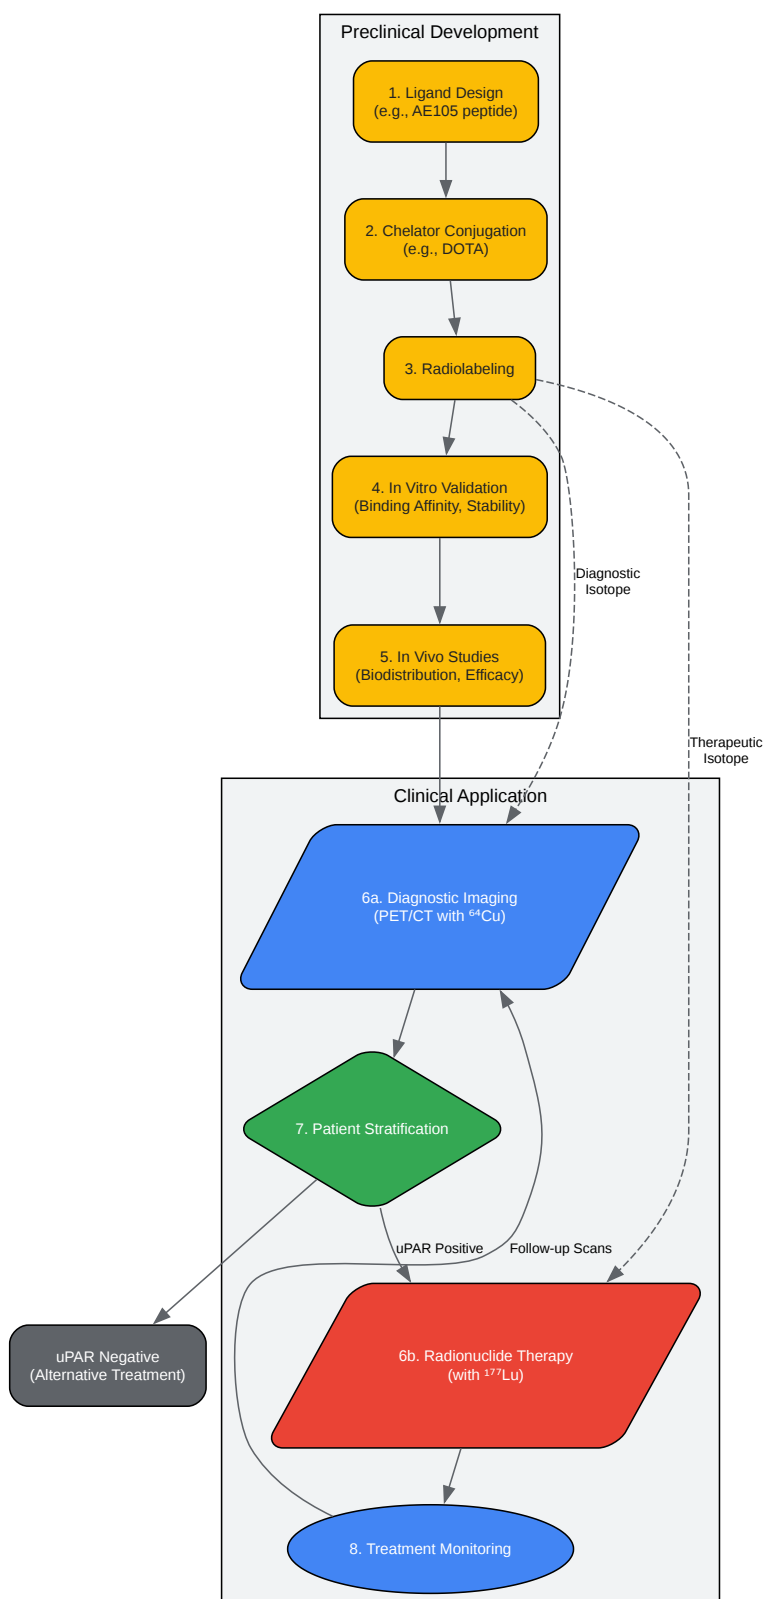 Preclinical Development
1. Ligand Design
(e.g., AE105 peptide)
2. Chelator Conjugation
(e.g., DOTA)
3. Radiolabeling
4. In Vitro Validation
(Binding Affinity, Stability)
Diagnostic
Isotope
5. In Vivo Studies
(Biodistribution, Efficacy)
Therapeutic
Isotope
Clinical Application
6a. Diagnostic Imaging
(PET/CT with ⁶⁴Cu)
7. Patient Stratification
uPAR Positive
Follow-up Scans
uPAR Negative
(Alternative Treatment)
6b. Radionuclide Therapy
(with ¹⁷⁷Lu)
8. Treatment Monitoring